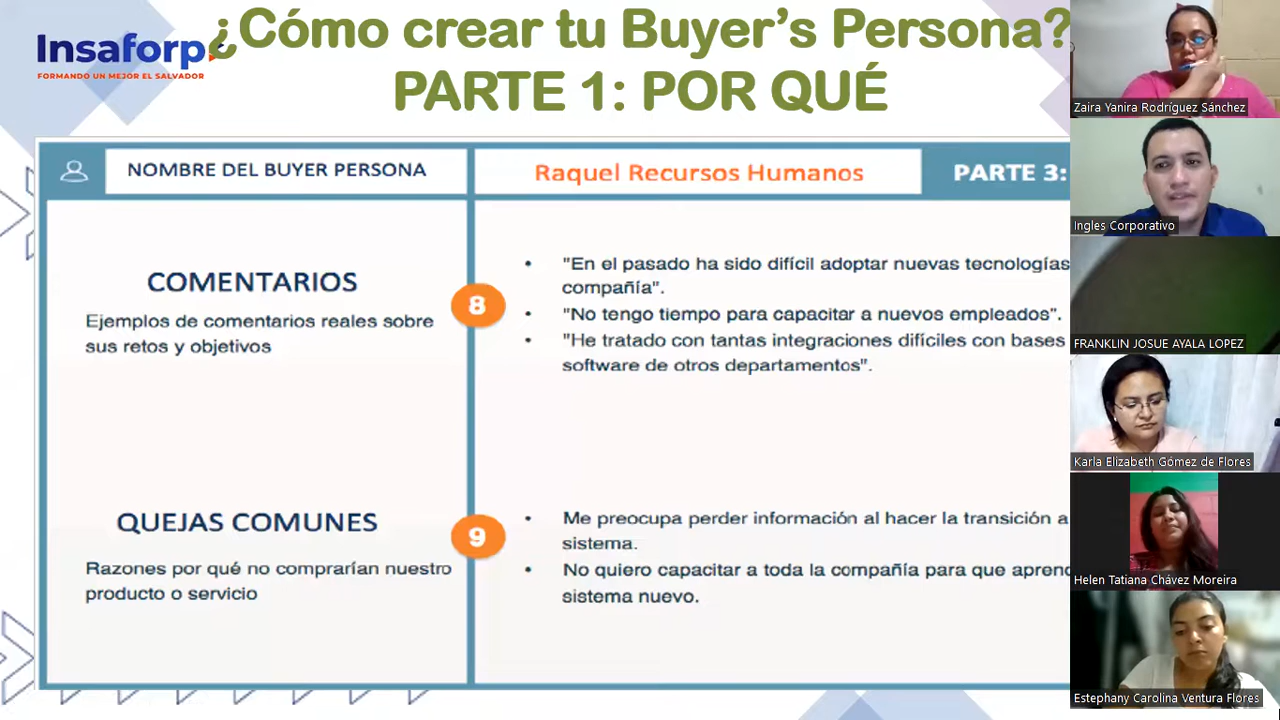 ¿Cómo crear tu Buyer's Persona?
PARTE 1: POR QUÉ
Insaforp
FORMANDO UN MEJOR EL SALVADOR
NOMBRE DEL BUYER PERSONA
Raquel Recursos Humanos
PARTE 3:
COMENTARIOS
Ejemplos de comentarios reales sobre
sus retos y objetivos
8
• "En el pasado ha sido difícil adoptar nuevas tecnologías
compañía".
• "No tengo tiempo para capacitar a nuevos empleados".
• "He tratado con tantas integraciones difíciles con bases
software de otros departamentos".
QUEJAS COMUNES
Razones por qué no comprarían nuestro
producto o servicio
9
• Me preocupa perder información al hacer la transición a
sistema.
• No quiero capacitar a toda la compañía para que aprend
sistema nuevo.
Zaira Yanira Rodríguez Sánchez
Ingles Corporativo
FRANKLIN JOSUE AYALA LOPEZ
Karla Elizabeth Gómez de Flores
Helen Tatiana Chávez Moreira
Estephany Carolina Ventura Flores